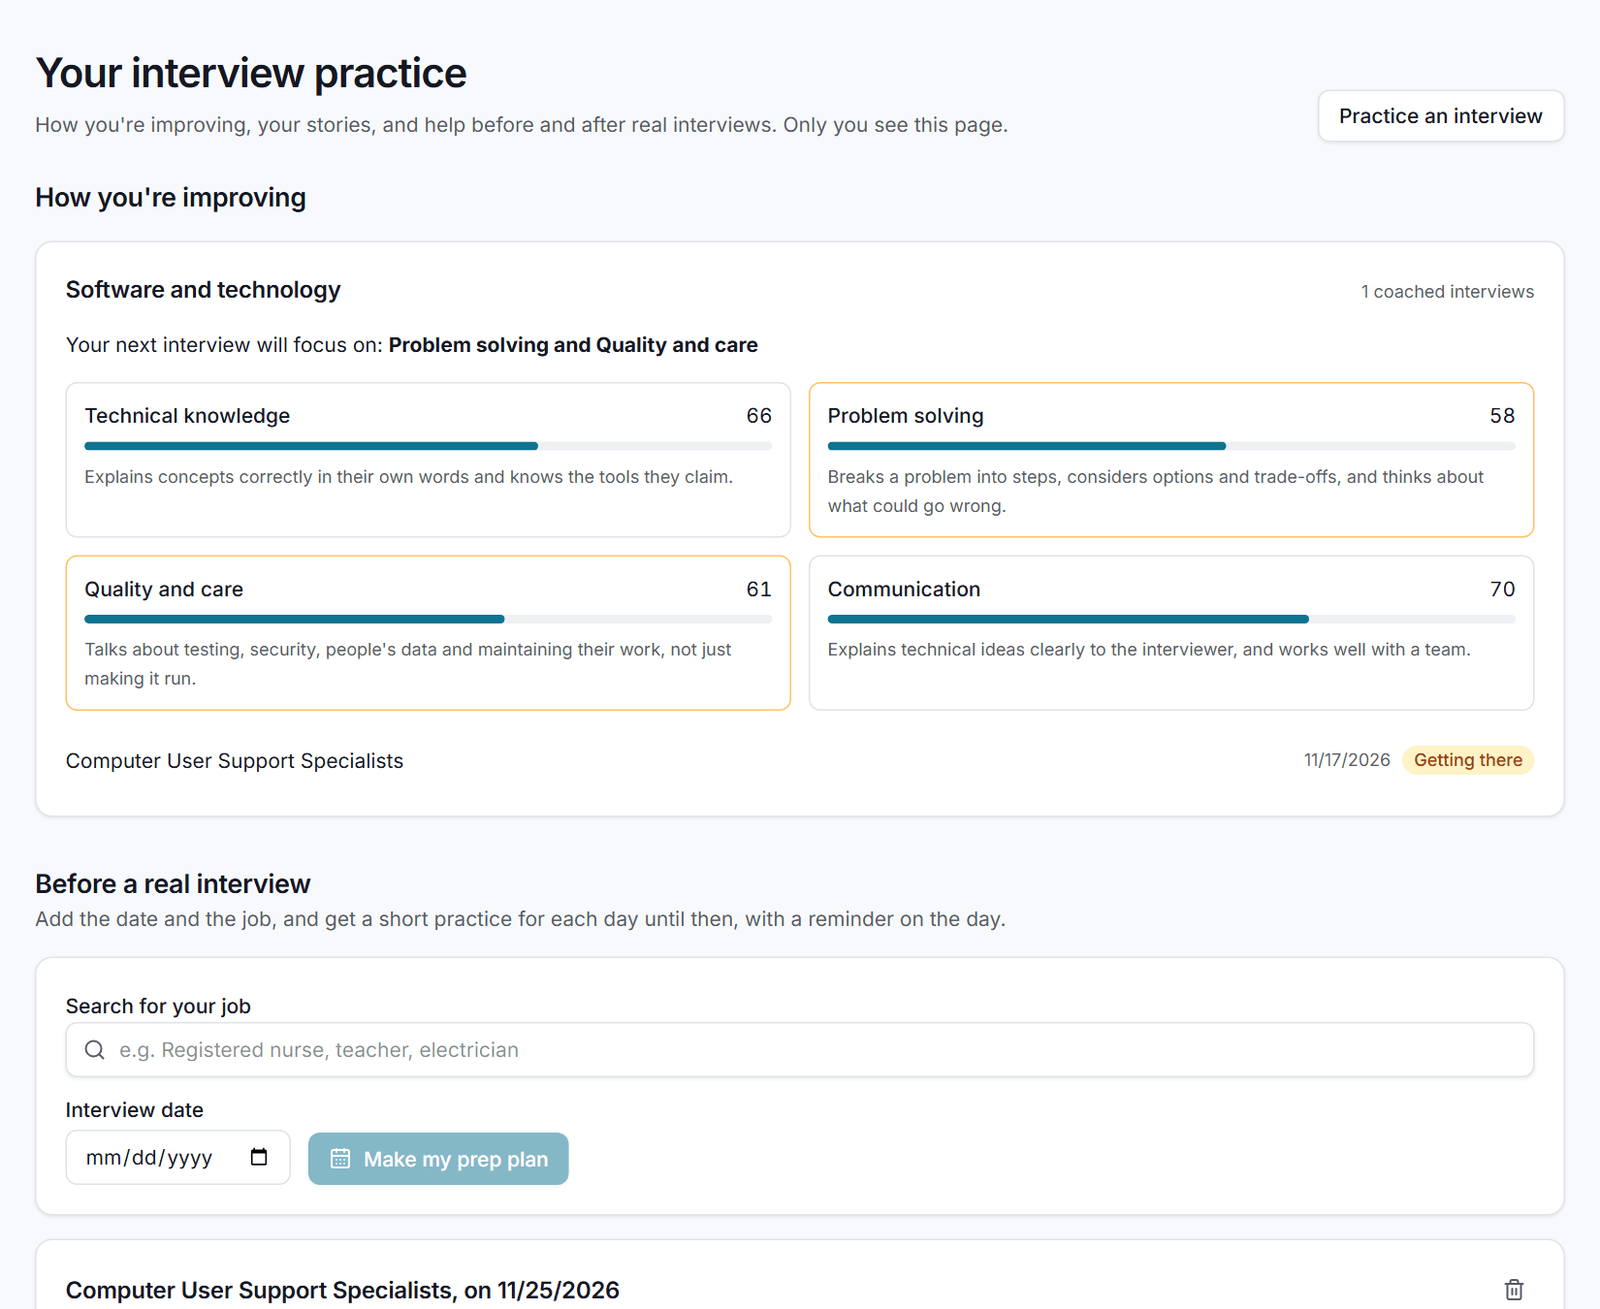 Your interview practice
How you're improving, your stories, and help before and after real interviews. Only you see this page.
Practice an interview
How you're improving
Software and technology
1 coached interviews
Your next interview will focus on: Problem solving and Quality and care
Technical knowledge
66
Explains concepts correctly in their own words and knows the tools they claim.
Problem solving
58
Breaks a problem into steps, considers options and trade-offs, and thinks about
what could go wrong.
Quality and care
61
Talks about testing, security, people's data and maintaining their work, not just
making it run.
Communication
70
Explains technical ideas clearly to the interviewer, and works well with a team.
Computer User Support Specialists
11/17/2026
Getting there
Before a real interview
Add the date and the job, and get a short practice for each day until then, with a reminder on the day.
Search for your job
e.g. Registered nurse, teacher, electrician
Interview date
mm/dd/yyyy
Make my prep plan
Computer User Support Specialists, on 11/25/2026